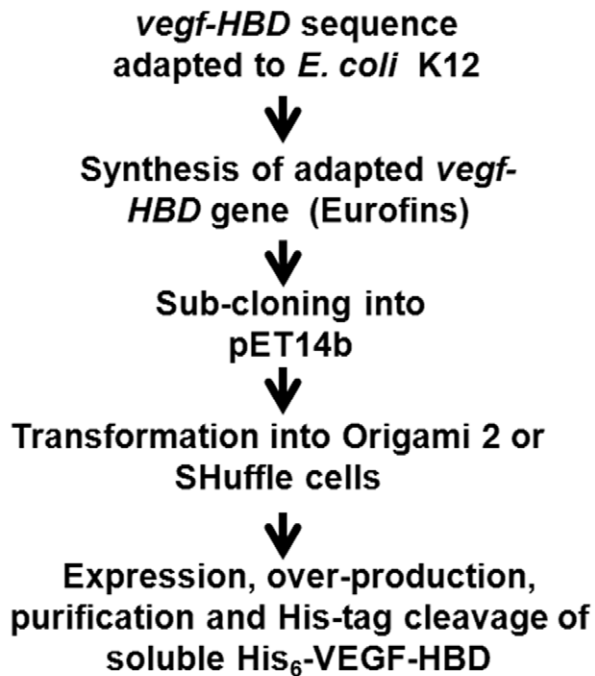 vegf-HBD sequence
adapted to E. coli K12
Synthesis of adapted vegf-
HBD gene (Eurofins)
Sub-cloning into
pET14b
Transformation into Origami 2 or
SHuffle cells
Expression, over-production,
purification and His-tag cleavage of
soluble His₆-VEGF-HBD